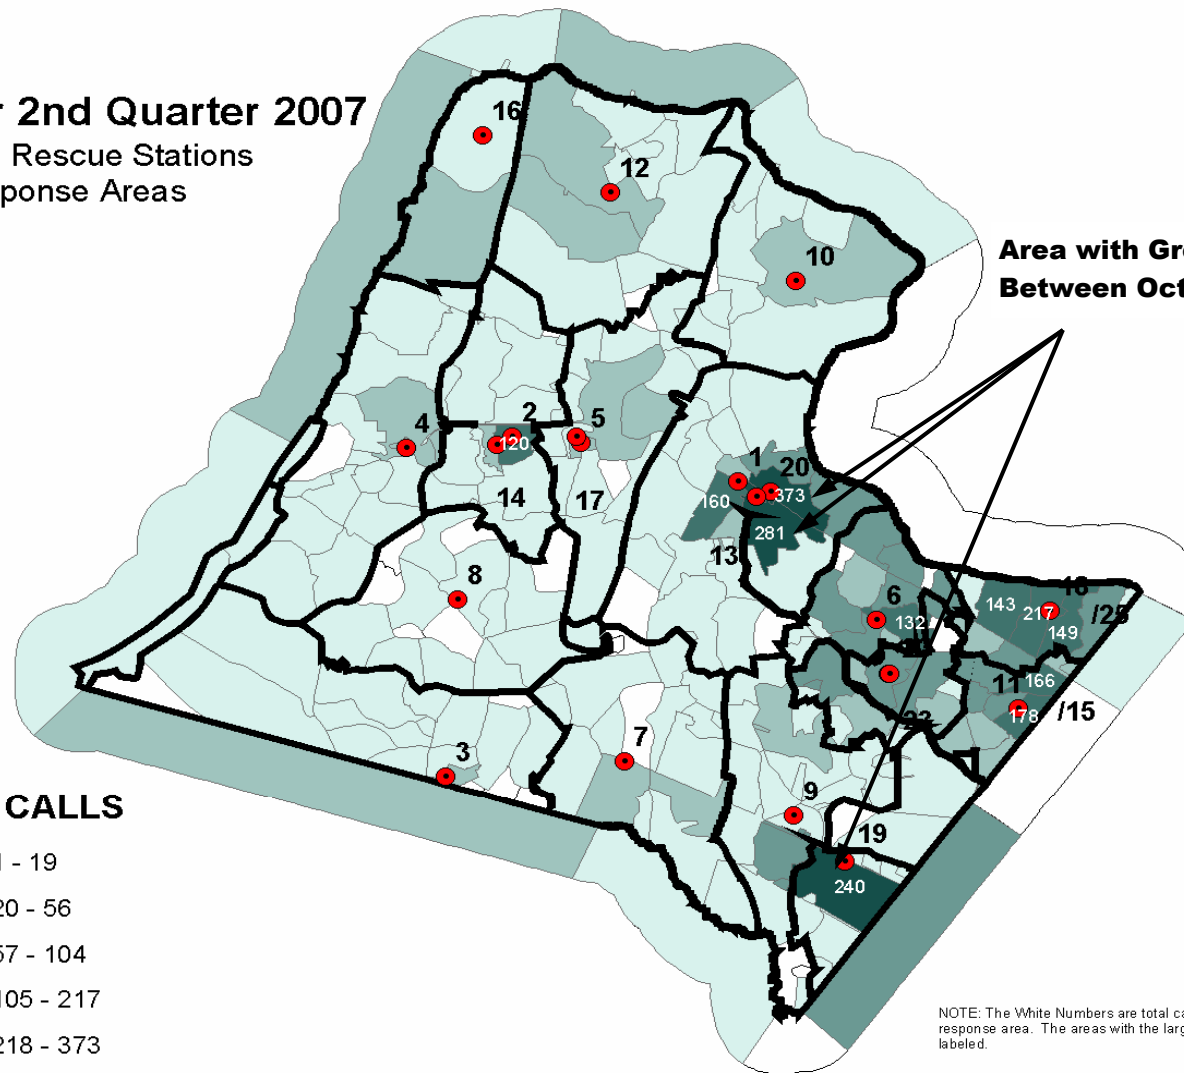 r 2nd Quarter 2007
Rescue Stations
ponse Areas
16
12
10
Area with Gre
Between Oct
4
2
120
5
14
17
1
20
160
373
281
13
8
6
132
143
217
18
149
/25
11
166
178
/15
23
7
3
9
19
240
CALLS
1 - 19
20 - 56
57 - 104
105 - 217
218 - 373
NOTE: The White Numbers are total ca
response area. The areas with the larg
labeled.